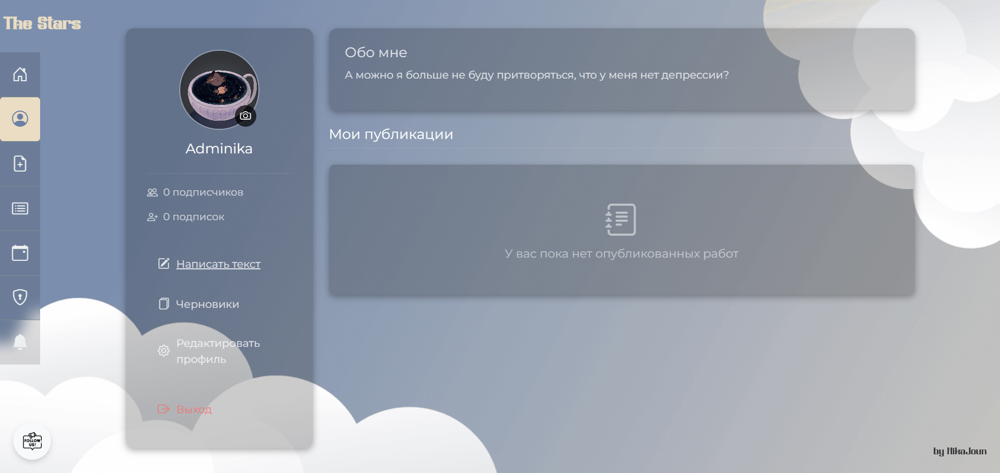 The Stars
Adminika
0 подписчиков
0 подписок
Написать текст
Черновики
Редактировать
профиль
Выход
Обо мне
А можно я больше не буду притворяться, что у меня нет депрессии?
Мои публикации
У вас пока нет опубликованных работ
FOLLOW
US!
by NikaJoun